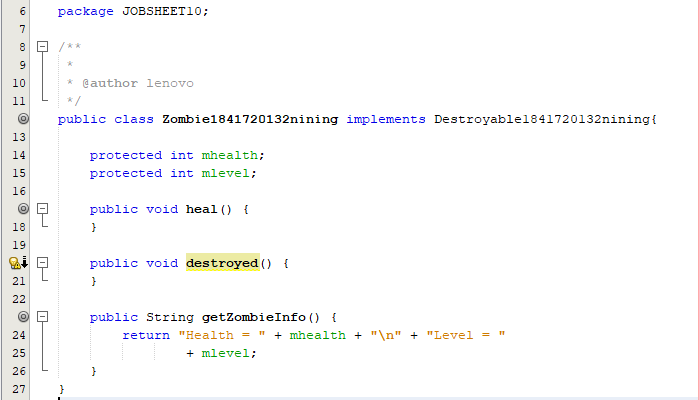 6 package JOBSHEET10;
7
8 /**
9 *
10 * @author lenovo
11 */
public class Zombie1841720132nining implements Destroyable1841720132nining{
13
14 protected int mhealth;
15 protected int mlevel;
16
public void heal() {
18 }
19
public void destroyed() {
21 }
22
public String getZombieInfo() {
24 return "Health = " + mhealth + "\n" + "Level = "
25 + mlevel;
26 }
27 }